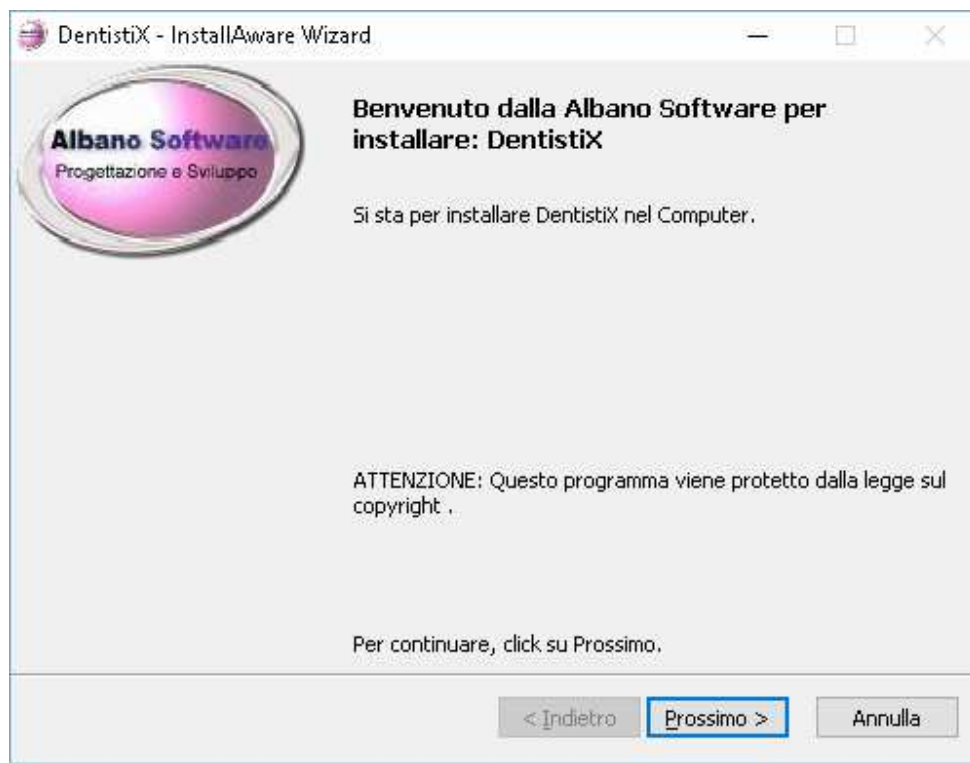 DentistiX - InstallAware Wizard
Albano Software
Progettazione e Sviluppo
Benvenuto dalla Albano Software per
installare: DentistiX
Si sta per installare DentistiX nel Computer.
ATTENZIONE: Questo programma viene protetto dalla legge sul
copyright .
Per continuare, click su Prossimo.
< Indietro Prossimo > Annulla